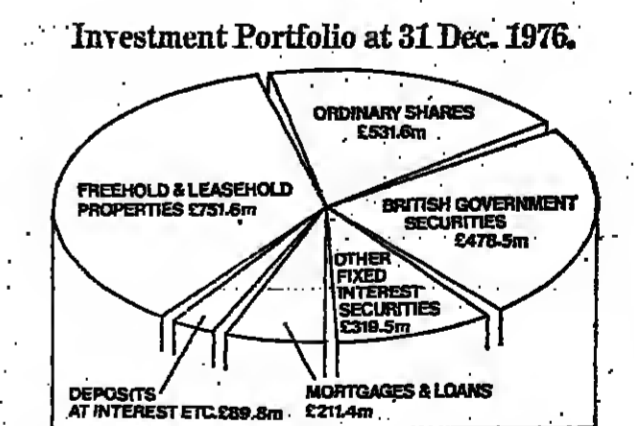 Investment Portfolio at 31 Dec. 1976.
ORDINARY SHARES
£531.6m
FREEHOLD & LEASEHOLD
PROPERTIES £751.6m
BRITISH GOVERNMENT
SECURITIES
£478.5m
OTHER
FIXED
INTEREST
SECURITIES
£319.5m
DEPOSITS
AT INTEREST ETC.£89.8m
MORTGAGES & LOANS
£211.4m